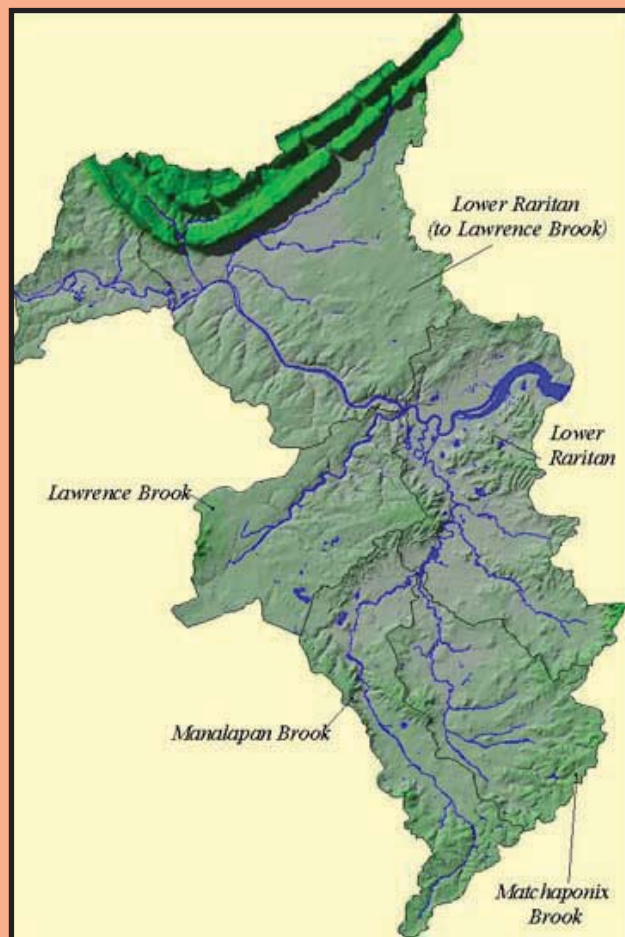 Lower Raritan
(to Lawrence Brook)
Lower
Raritan
Lawrence Brook
Manalapan Brook
Matchaponix
Brook